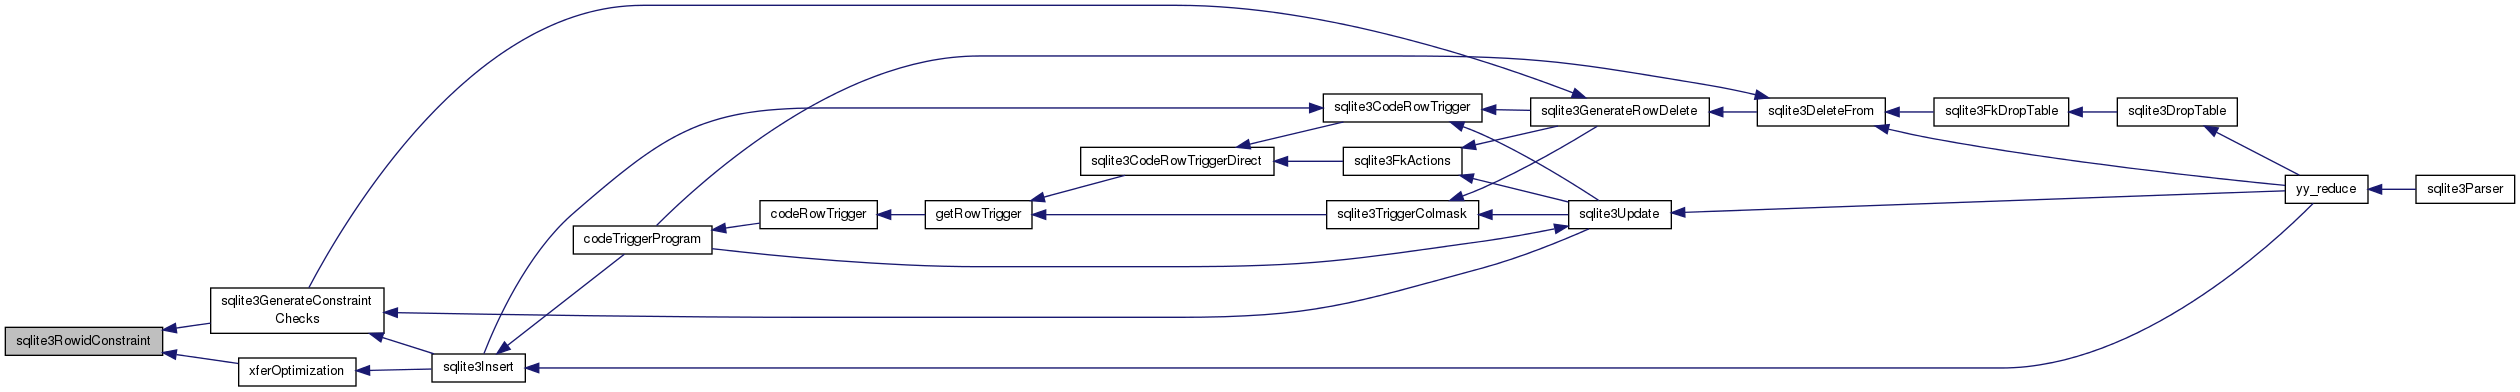 sqlite3RowidConstraint
sqlite3GenerateConstraint
Checks
xferOptimization
sqlite3Insert
codeTriggerProgram
codeRowTrigger
getRowTrigger
sqlite3CodeRowTriggerDirect
sqlite3CodeRowTrigger
sqlite3FkActions
sqlite3TriggerColmask
sqlite3GenerateRowDelete
sqlite3Update
sqlite3DeleteFrom
sqlite3FkDropTable
sqlite3DropTable
yy_reduce
sqlite3Parser